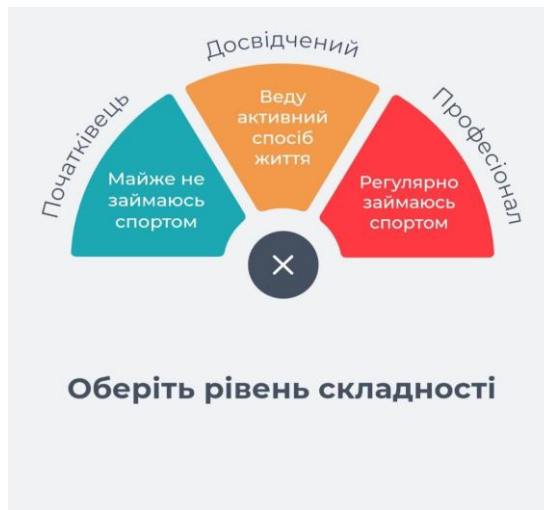 Початківець
Майже не
займаюсь
спортом
Досвідчений
Веду
активний
спосіб
життя
Професіонал
Регулярно
займаюсь
спортом
Оберіть рівень складності